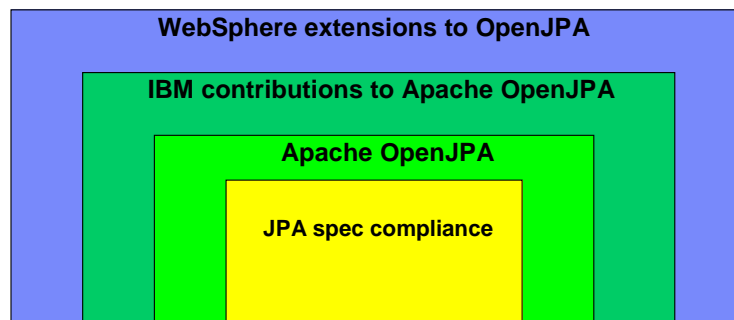 WebSphere extensions to OpenJPA
IBM contributions to Apache OpenJPA
Apache OpenJPA
JPA spec compliance